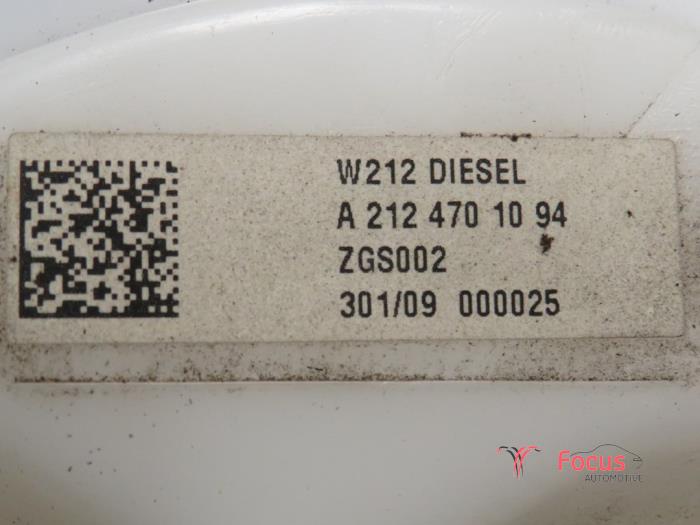 W212 DIESEL
A 212 470 10 94
ZGS002
301/09 000025
Focus
AUTOMOTIVE